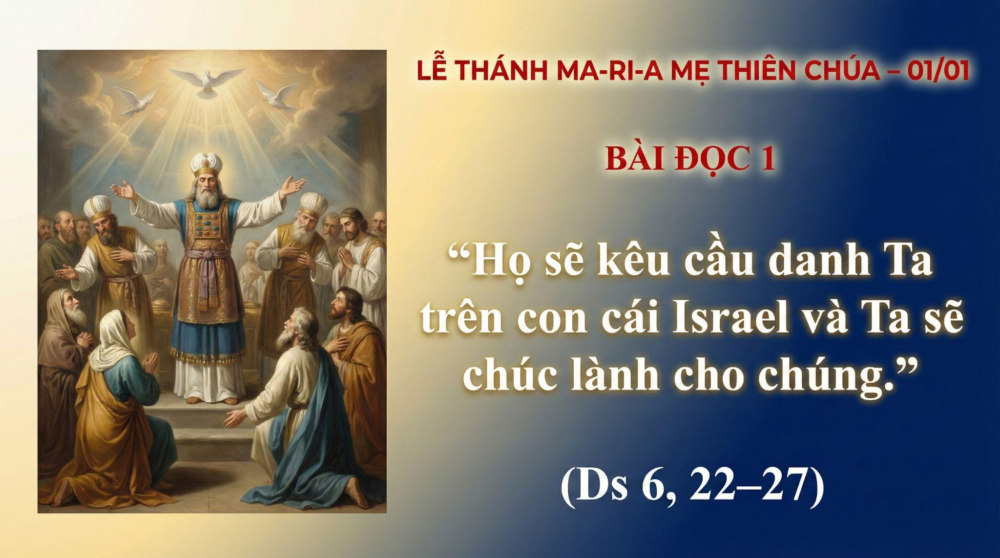 LỄ THÁNH MA-RI-A MẸ THIÊN CHÚA – 01/01
BÀI ĐỌC 1
“Họ sẽ kêu cầu danh Ta
trên con cái Israel và Ta sẽ
chúc lành cho chúng.”
(Ds 6, 22–27)